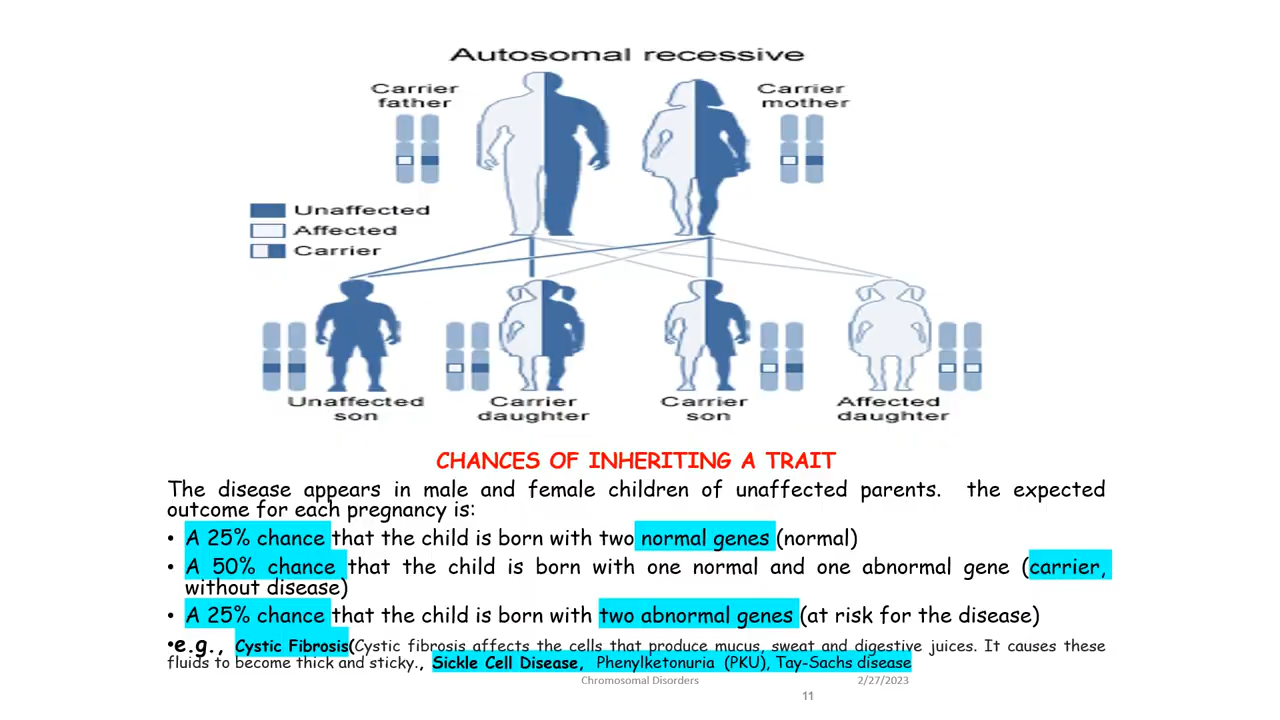 Autosomal recessive
Carrier
father
Carrier
mother
Unaffected
Affected
Carrier
Unaffected
son
Carrier
daughter
Carrier
son
Affected
daughter
CHANCES OF INHERITING A TRAIT
The disease appears in male and female children of unaffected parents. the expected
outcome for each pregnancy is:
• A 25% chance that the child is born with two normal genes (normal)
• A 50% chance that the child is born with one normal and one abnormal gene (carrier,
without disease)
• A 25% chance that the child is born with two abnormal genes (at risk for the disease)
•e.g., Cystic Fibrosis(Cystic fibrosis affects the cells that produce mucus, sweat and digestive juices. It causes these
fluids to become thick and sticky., Sickle Cell Disease, Phenylketonuria (PKU), Tay-Sachs disease
Chromosomal Disorders 2/27/2023
11